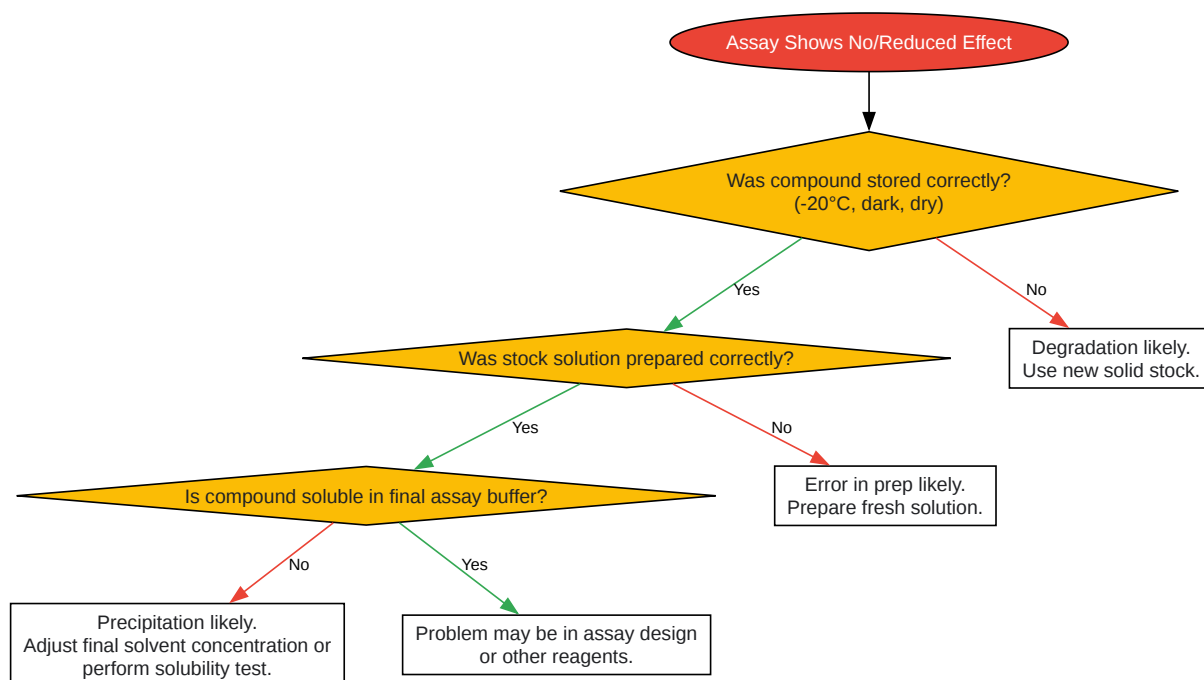 Assay Shows No/Reduced Effect
Was compound stored correctly?
(-20°C, dark, dry)
Yes
No
Was stock solution prepared correctly?
Degradation likely.
Use new solid stock.
Yes
No
Is compound soluble in final assay buffer?
Error in prep likely.
Prepare fresh solution.
No
Yes
Precipitation likely.
Adjust final solvent concentration or
perform solubility test.
Problem may be in assay design
or other reagents.